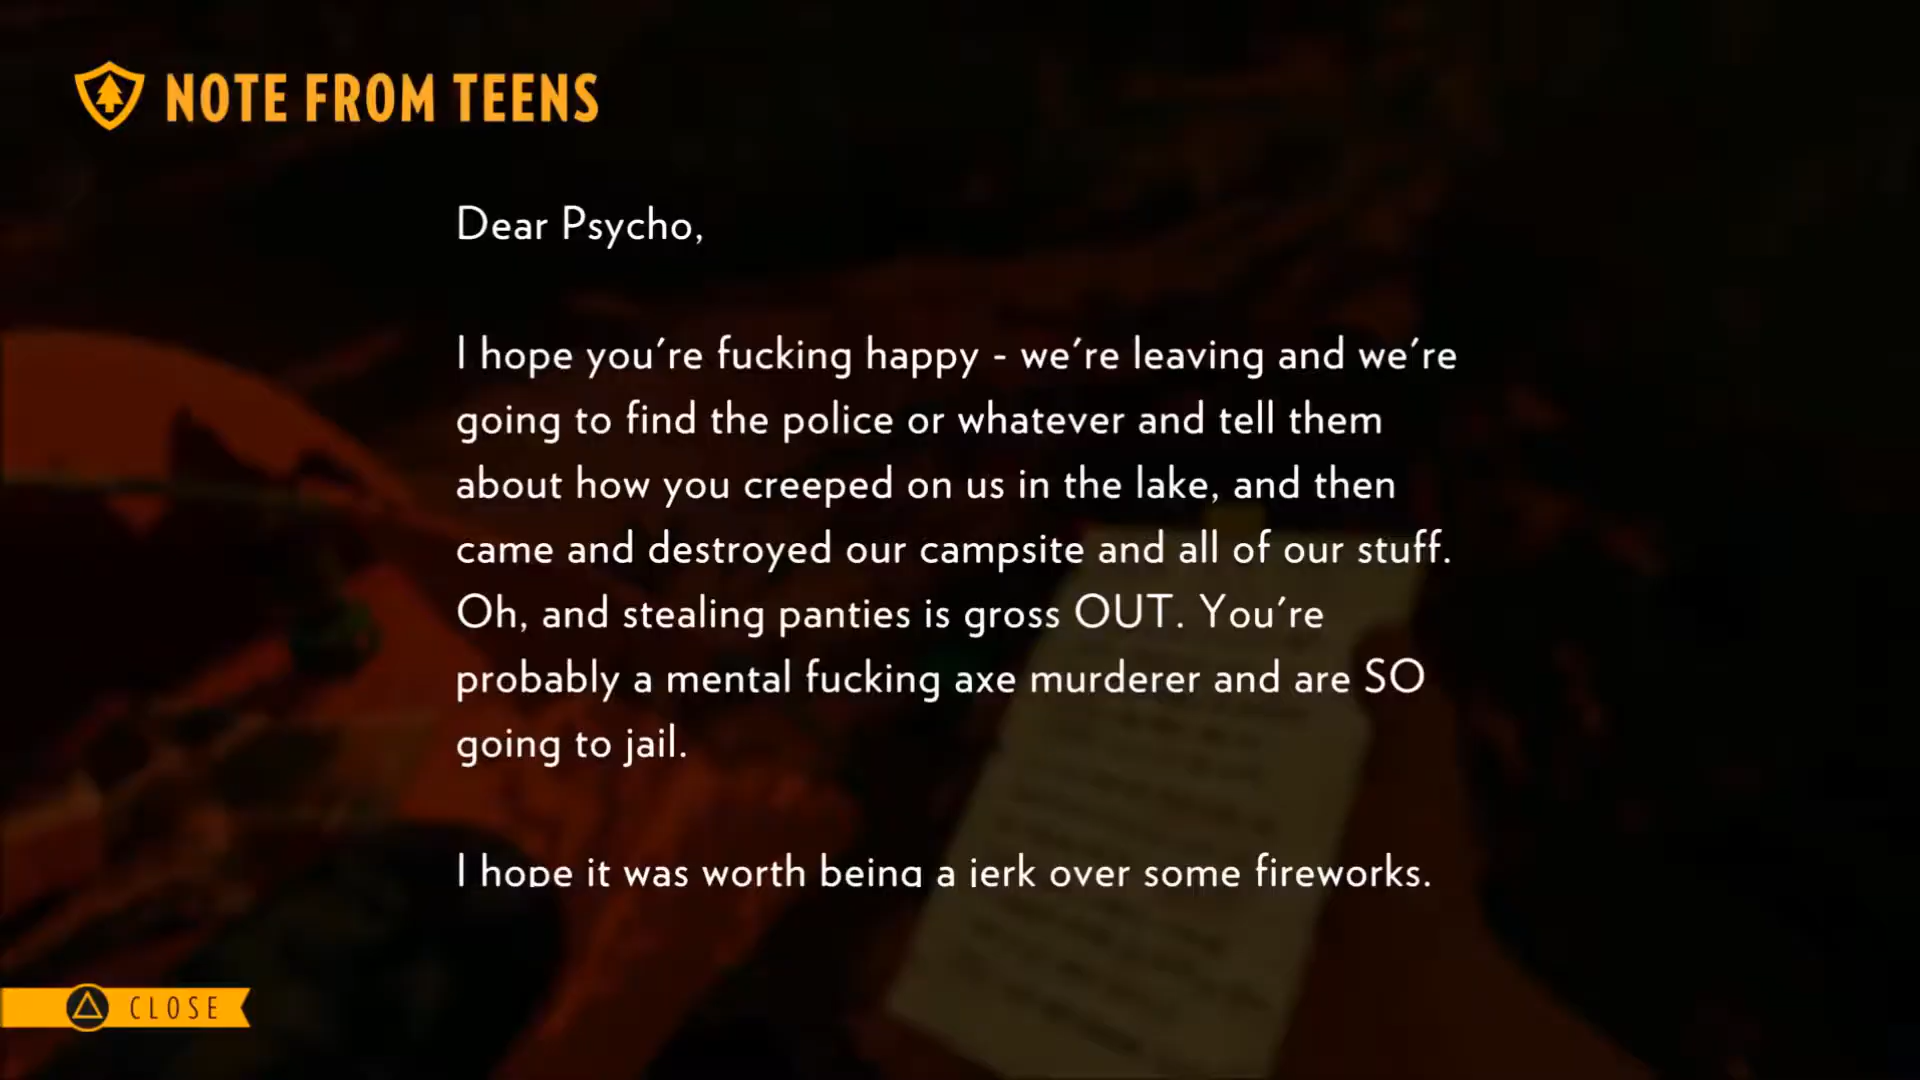 NOTE FROM TEENS
Dear Psycho,
I hope you're fucking happy - we're leaving and we're
going to find the police or whatever and tell them
about how you creeped on us in the lake, and then
came and destroyed our campsite and all of our stuff.
Oh, and stealing panties is gross OUT. You're
probably a mental fucking axe murderer and are SO
going to jail.
I hope it was worth being a jerk over some fireworks.
CLOSE